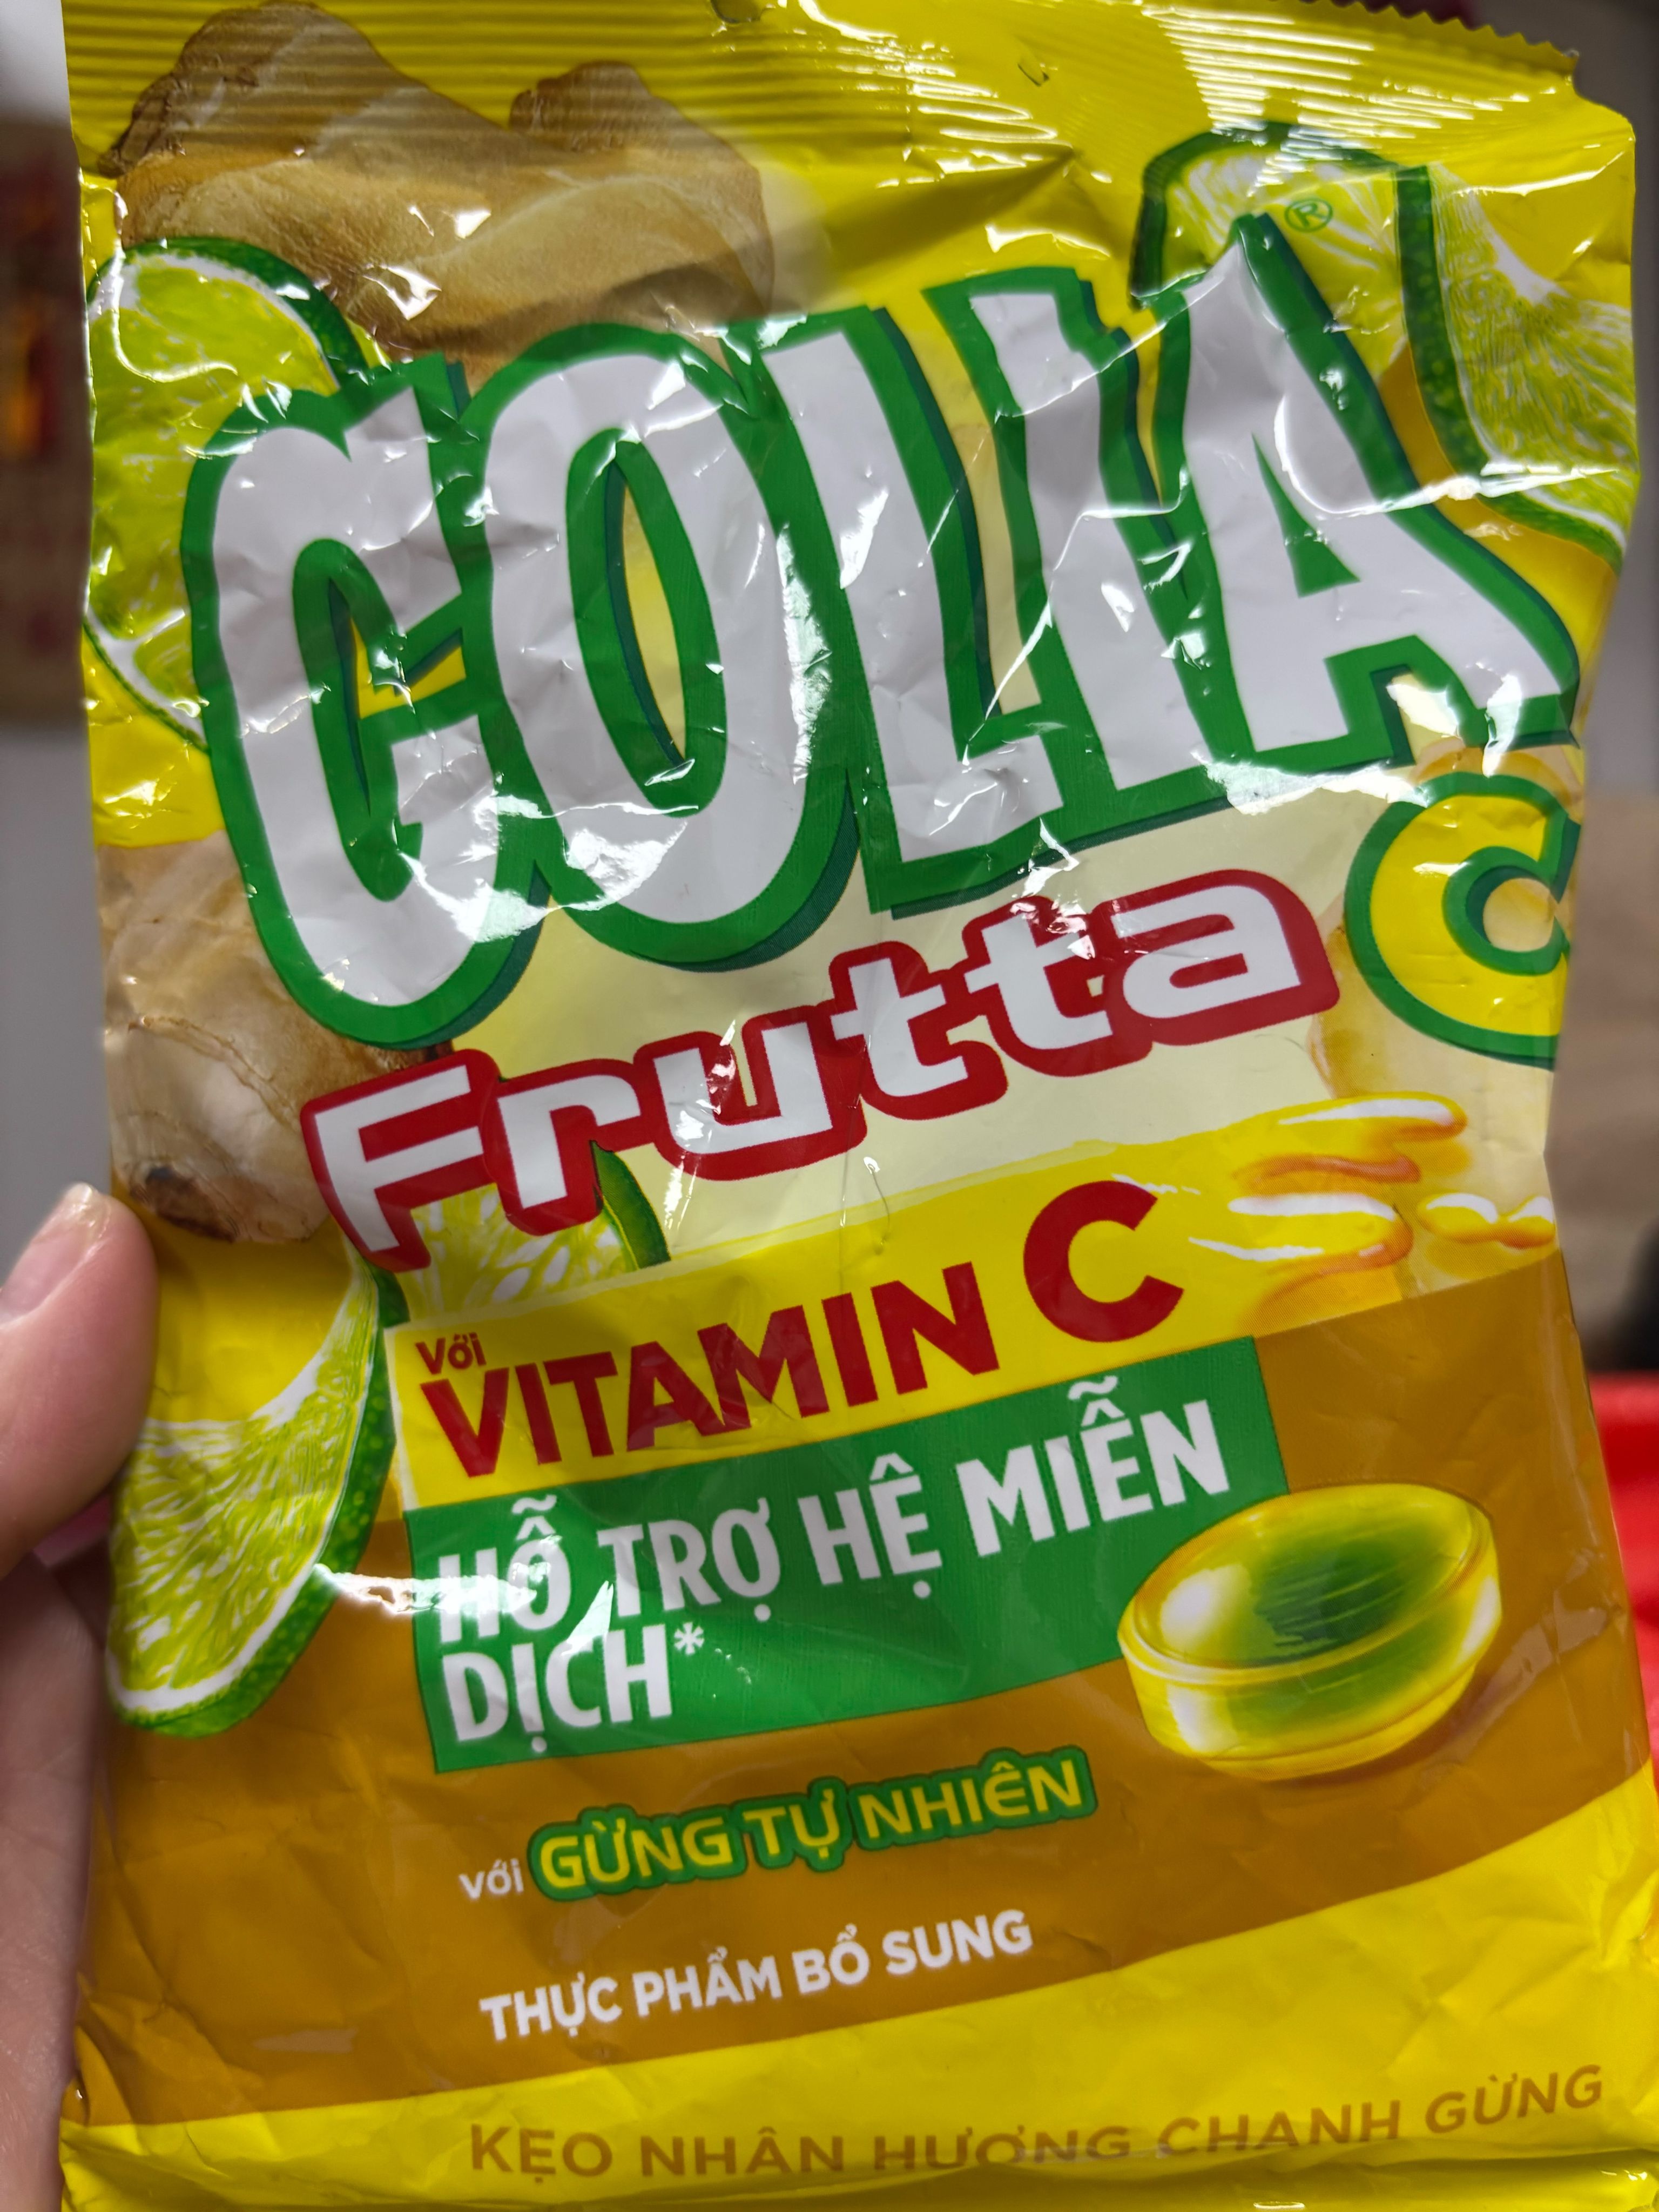 GOLIA®
Frutta C
Với
VITAMIN C
HỖ TRỢ HỆ MIỄN
DỊCH*
với GỪNG TỰ NHIÊN
THỰC PHẨM BỔ SUNG
KẸO NHÂN HƯƠNG CHANH GỪNG